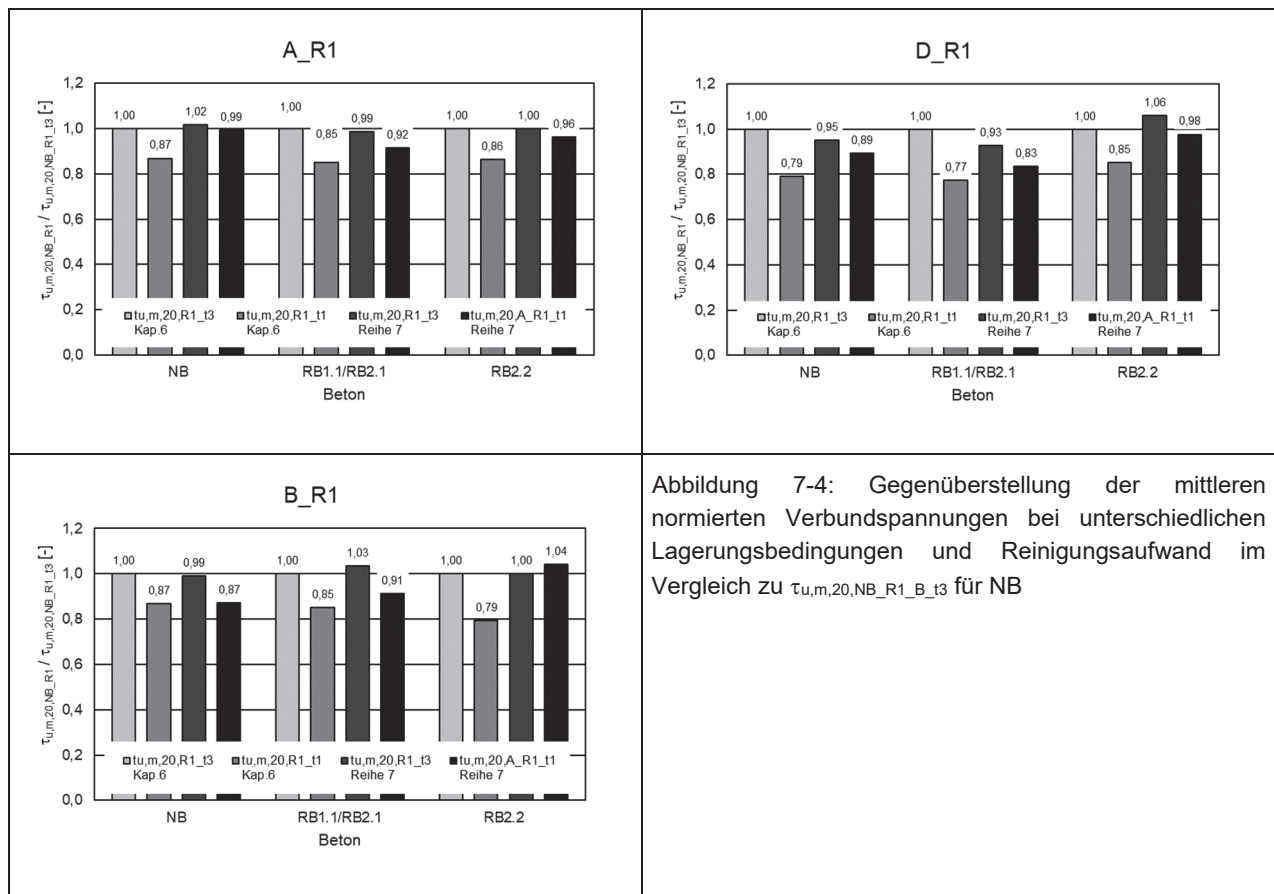 A_R1
τu,m,20,NB_R1 / τu,m,20,NB_R1_t3 [-]
1,2
1,0
0,8
0,6
0,4
0,2
0,0
1,00
0,87
1,02
0,99
1,00
0,85
0,99
0,92
1,00
0,86
1,00
0,96
tu,m,20,R1_t3 tu,m,20,R1_t1 tu,m,20,R1_t3 tu,m,20,A_R1_t1
Kap.6 Kap.6 Reihe 7 Reihe 7
NB RB1.1/RB2.1 RB2.2
Beton
D_R1
τu,m,20,NB_R1 / τu,m,20,NB_R1_t3 [-]
1,2
1,0
0,8
0,6
0,4
0,2
0,0
1,00
0,79
0,95
0,89
1,00
0,77
0,93
0,83
1,00
0,85
1,06
0,98
tu,m,20,R1_t3 tu,m,20,R1_t1 tu,m,20,R1_t3 tu,m,20,A_R1_t1
Kap.6 Kap.6 Reihe 7 Reihe 7
NB RB1.1/RB2.1 RB2.2
Beton
B_R1
τu,m,20,NB_R1 / τu,m,20,NB_R1_t3 [-]
1,2
1,0
0,8
0,6
0,4
0,2
0,0
1,00
0,87
0,99
0,87
1,00
0,85
1,03
0,91
1,00
0,79
1,00
1,04
tu,m,20,R1_t3 tu,m,20,R1_t1 tu,m,20,R1_t3 tu,m,20,A_R1_t1
Kap.6 Kap.6 Reihe 7 Reihe 7
NB RB1.1/RB2.1 RB2.2
Beton
Abbildung 7-4: Gegenüberstellung der mittleren
normierten Verbundspannungen bei unterschiedlichen
Lagerungsbedingungen und Reinigungsaufwand im
Vergleich zu τu,m,20,NB_R1_B_t3 für NB